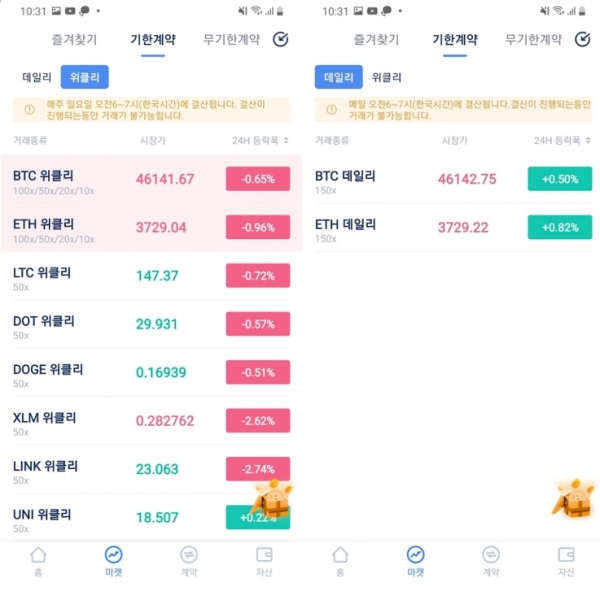 10:31
즐겨찾기 기한계약 무기한계약
데일리 위클리
매주 일요일 오전6~7시(한국시간)에 결산됩니다. 결산이
진행되는동안 거래가 불가능합니다.
거래종류 시장가 24H 등락폭
BTC 위클리 46141.67 -0.65%
100x/50x/20x/10x
ETH 위클리 3729.04 -0.96%
100x/50x/20x/10x
LTC 위클리 147.37 -0.72%
50x
DOT 위클리 29.931 -0.57%
50x
DOGE 위클리 0.16939 -0.51%
50x
XLM 위클리 0.282762 -2.62%
50x
LINK 위클리 23.063 -2.74%
50x
UNI 위클리 18.507 +0.22%
50x
홈 마켓 계약 자산
10:31
즐겨찾기 기한계약 무기한계약
데일리 위클리
매일 오전6~7시(한국시간)에 결산됩니다.결산이 진행되는동안
거래가 불가능합니다.
거래종류 시장가 24H 등락폭
BTC 데일리 46142.75 +0.50%
150x
ETH 데일리 3729.22 +0.82%
150x
홈 마켓 계약 자산